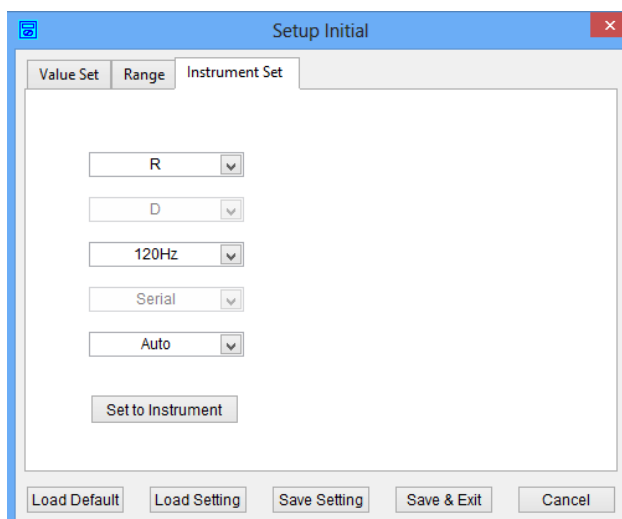 Setup Initial
Value Set Range Instrument Set
R
D
120Hz
Serial
Auto
Set to Instrument
Load Default Load Setting Save Setting Save & Exit Cancel